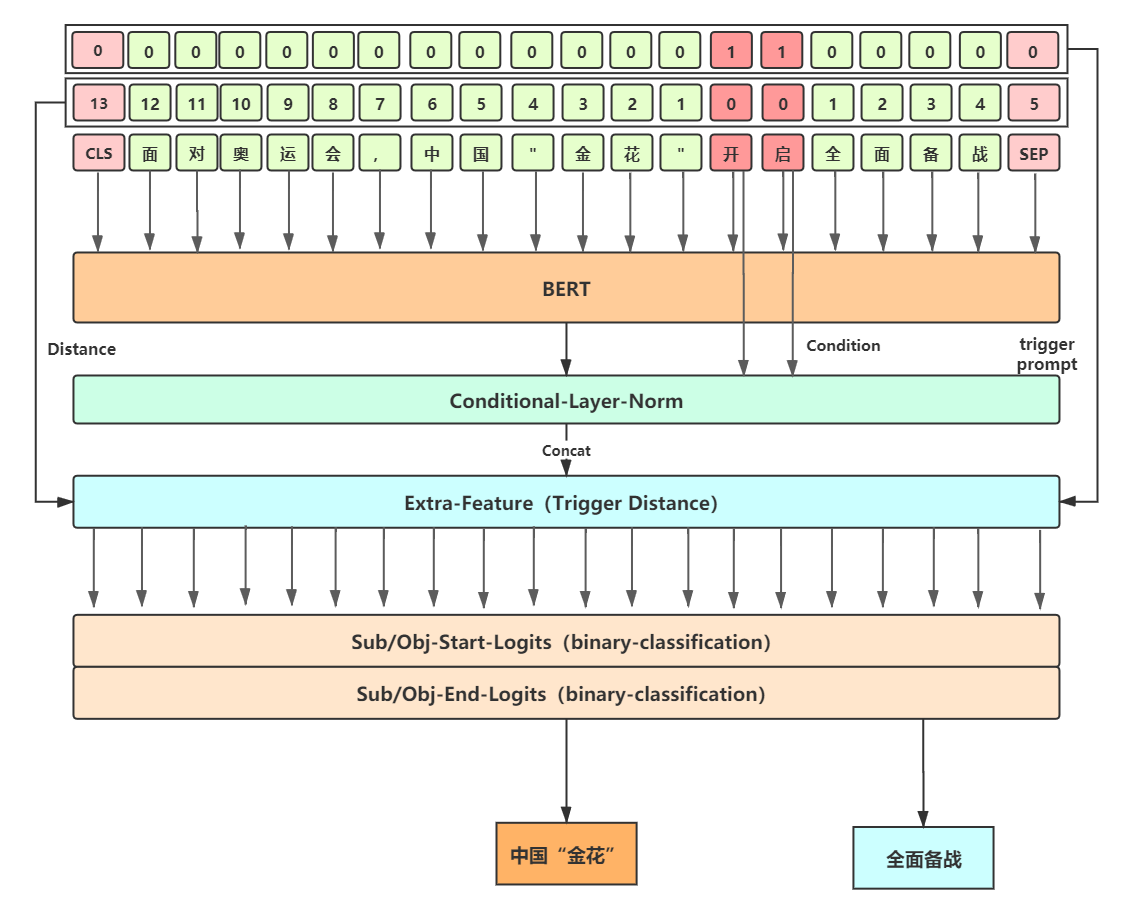 0 0 0 0 0 0 0 0 0 0 0 0 0 1 1 0 0 0 0 0
13 12 11 10 9 8 7 6 5 4 3 2 1 0 0 1 2 3 4 5
CLS 面 对 奥 运 会 , 中 国 " 金 花 " 开 启 全 面 备 战 SEP
BERT
Distance
Condition
trigger
prompt
Conditional-Layer-Norm
Concat
Extra-Feature（Trigger Distance）
Sub/Obj-Start-Logits（binary-classification）
Sub/Obj-End-Logits（binary-classification）
中国“金花”
全面备战